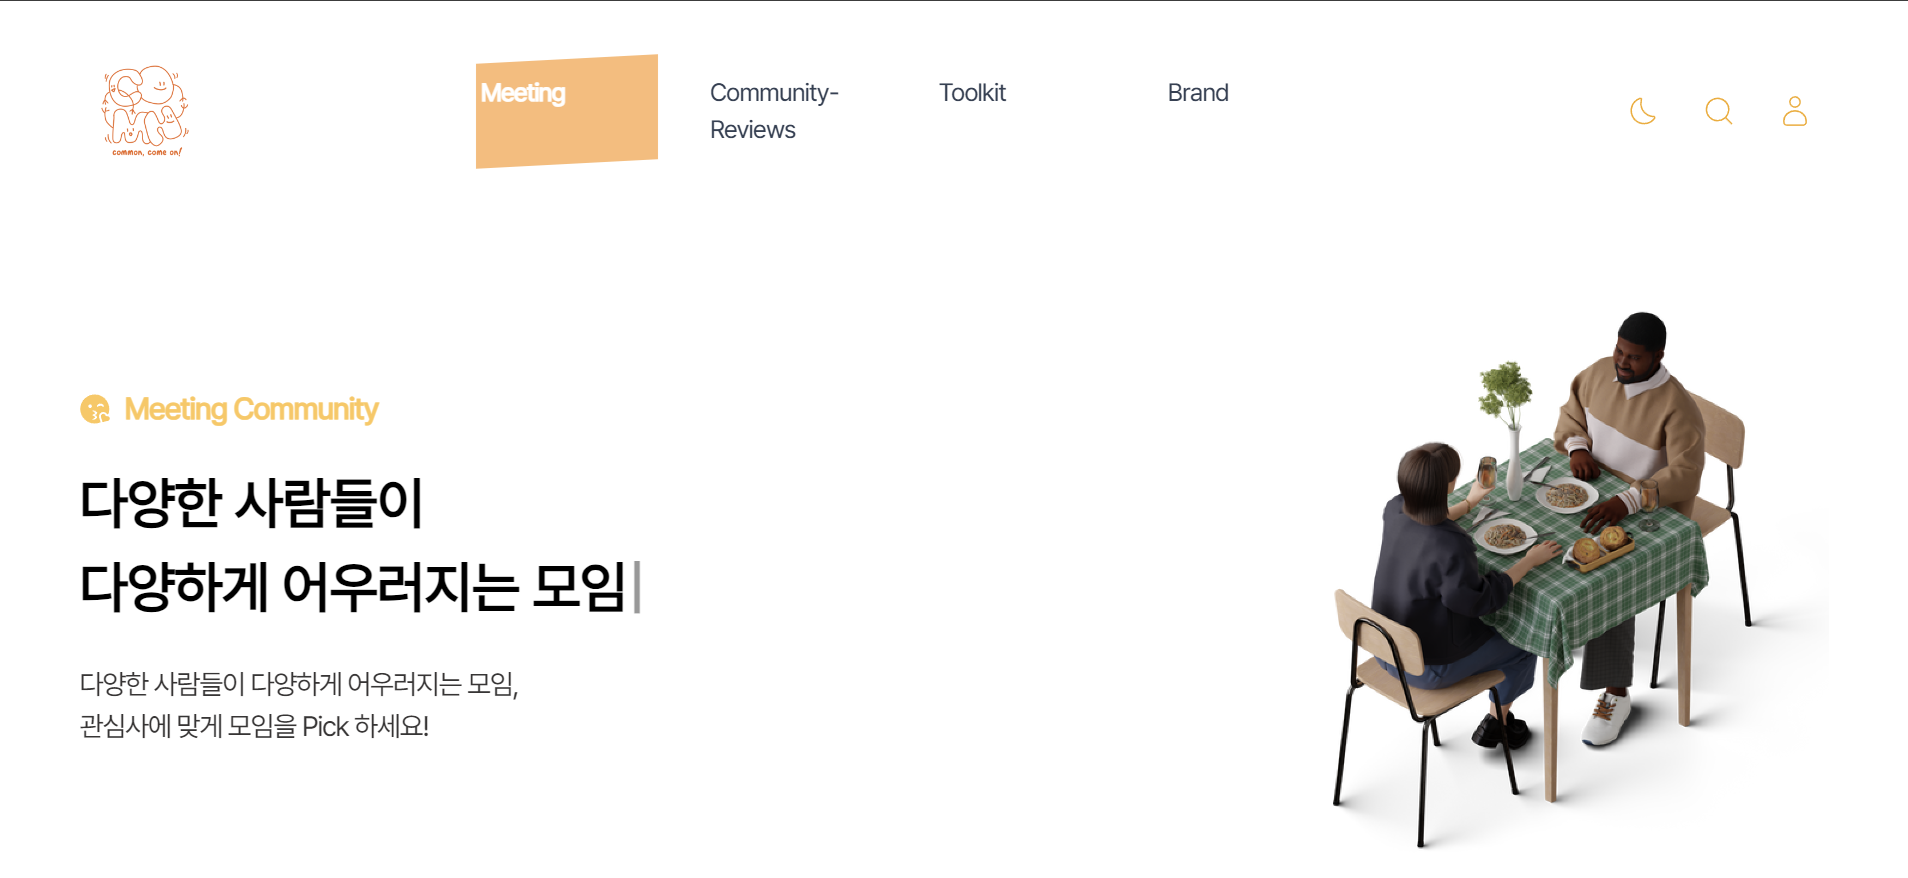 common, come on!
Meeting
Community-
Reviews
Toolkit
Brand
Meeting Community
다양한 사람들이
다양하게 어우러지는 모임
다양한 사람들이 다양하게 어우러지는 모임,
관심사에 맞게 모임을 Pick 하세요!